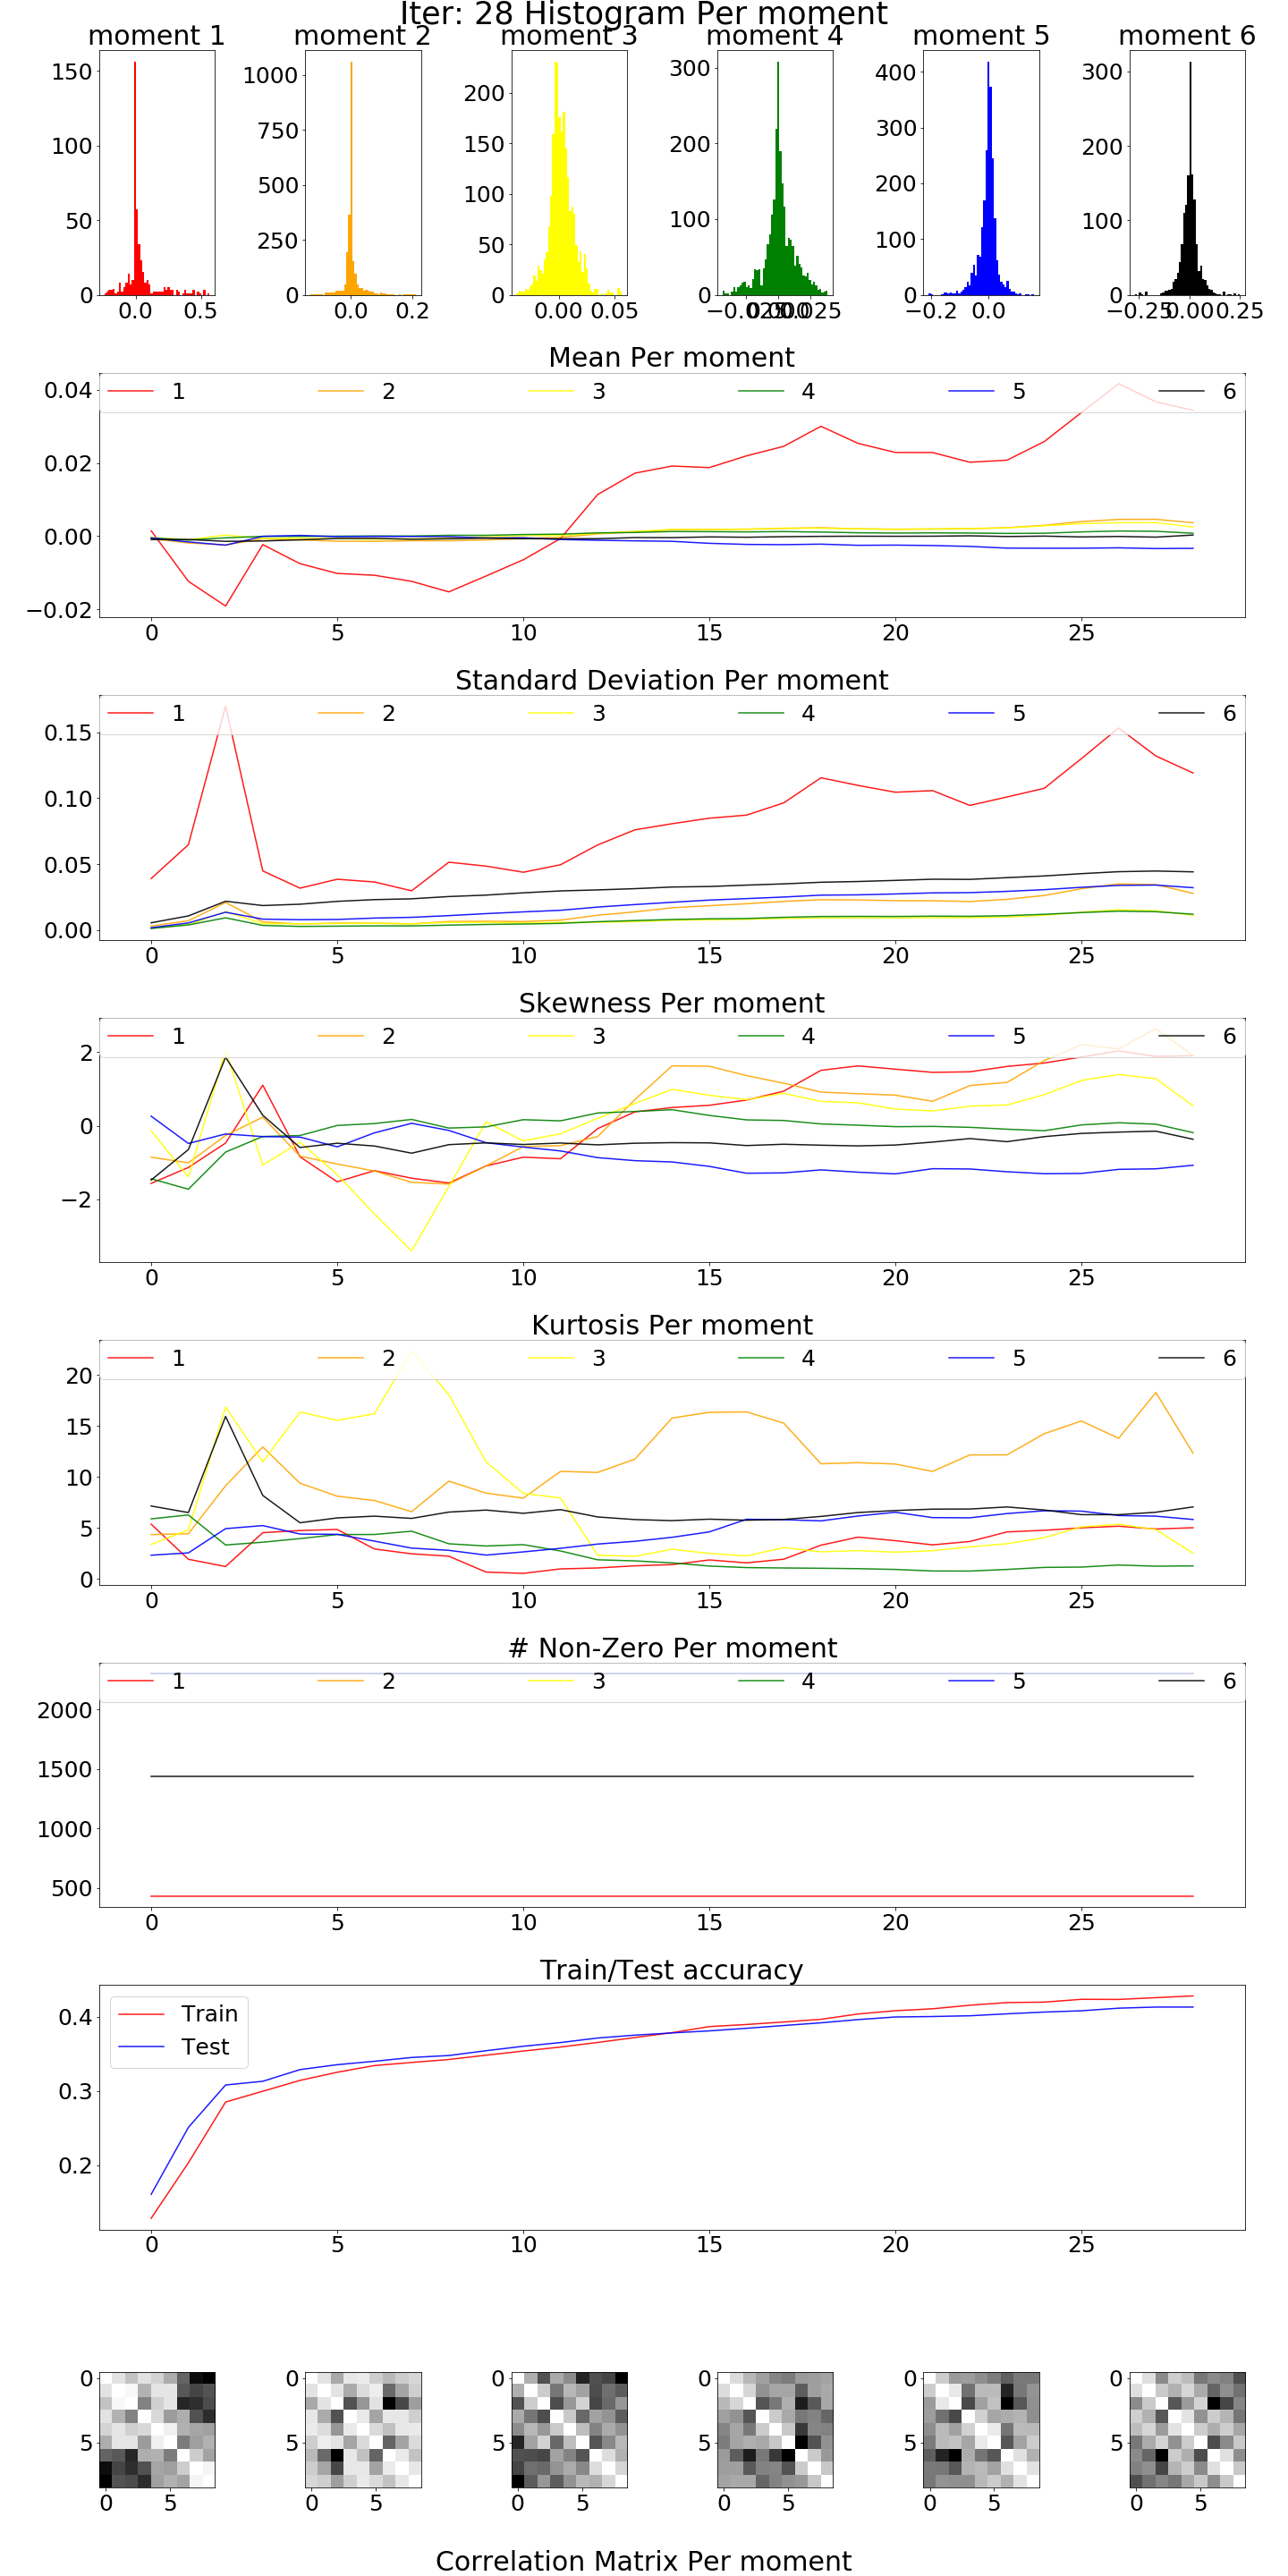 Iter: 28 Histogram Per moment
moment 1 moment 2 moment 3 moment 4 moment 5 moment 6
150
100
50
0
0.0 0.5
1000
750
500
250
0
0.0 0.2
200
150
100
50
0
0.00 0.05
300
200
100
0
−0.025 0.000 0.025
400
300
200
100
0
−0.2 0.0
300
200
100
0
−0.25 0.00 0.25
Mean Per moment
1 2 3 4 5 6
0.04
0.02
0.00
−0.02
0 5 10 15 20 25
Standard Deviation Per moment
1 2 3 4 5 6
0.15
0.10
0.05
0.00
0 5 10 15 20 25
Skewness Per moment
1 2 3 4 5 6
2
0
−2
0 5 10 15 20 25
Kurtosis Per moment
1 2 3 4 5 6
20
15
10
5
0
0 5 10 15 20 25
# Non-Zero Per moment
1 2 3 4 5 6
2000
1500
1000
500
0 5 10 15 20 25
Train/Test accuracy
Train
Test
0.4
0.3
0.2
0 5 10 15 20 25
0 0 0 0 0 0
5 5 5 5 5 5
0 5 0 5 0 5 0 5 0 5 0 5
Correlation Matrix Per moment